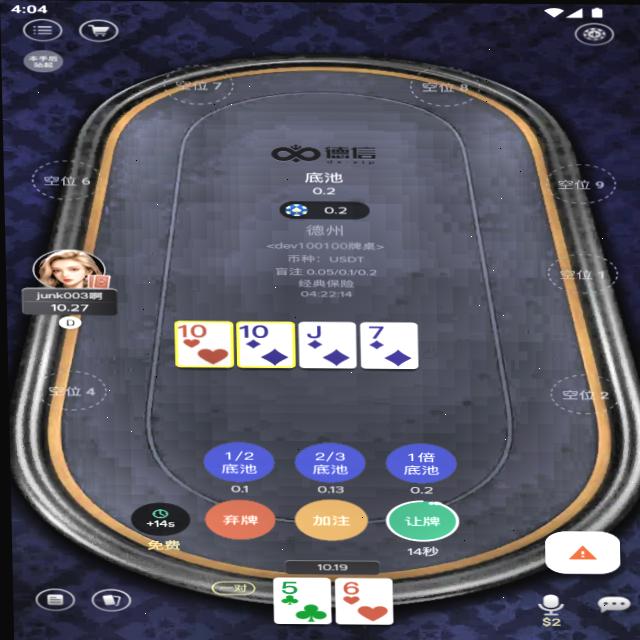 4:04
本手后
站起
空位 7
空位 8
德信
dx.vip
底池
0.2
空位 6
空位 9
0.2
德州
<dev100100牌桌>
币种： USDT
盲注 0.05/0.1/0.2
经典保险
04:22:14
空位 1
junk003啊
10.27
D
10
10
J
7
空位 4
空位 2
1/2
底池
2/3
底池
1倍
底池
0.1
0.13
0.2
+14s
弃牌
加注
让牌
免费
14秒
10.19
一对
5
6
$2